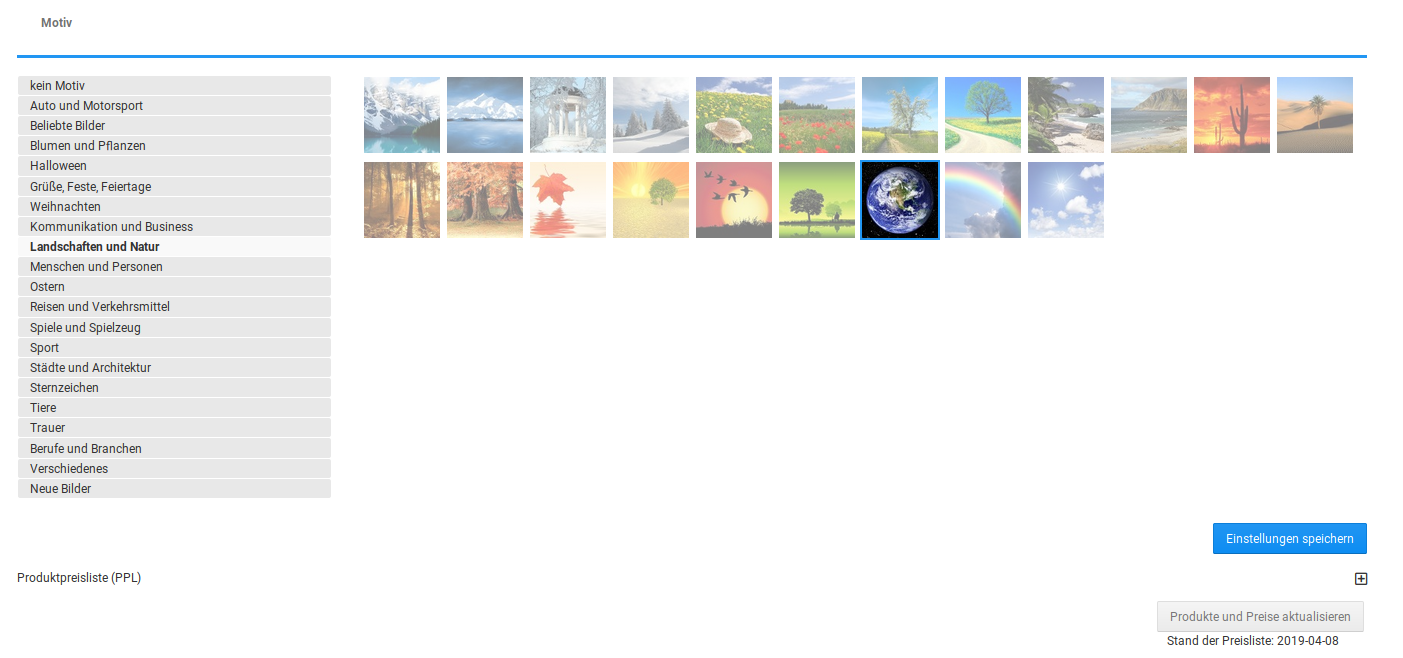 Motiv
kein Motiv
Auto und Motorsport
Beliebte Bilder
Blumen und Pflanzen
Halloween
Grüße, Feste, Feiertage
Weihnachten
Kommunikation und Business
Landschaften und Natur
Menschen und Personen
Ostern
Reisen und Verkehrsmittel
Spiele und Spielzeug
Sport
Städte und Architektur
Sternzeichen
Tiere
Trauer
Berufe und Branchen
Verschiedenes
Neue Bilder
Einstellungen speichern
Produktpreisliste (PPL)
Produkte und Preise aktualisieren
Stand der Preisliste: 2019-04-08